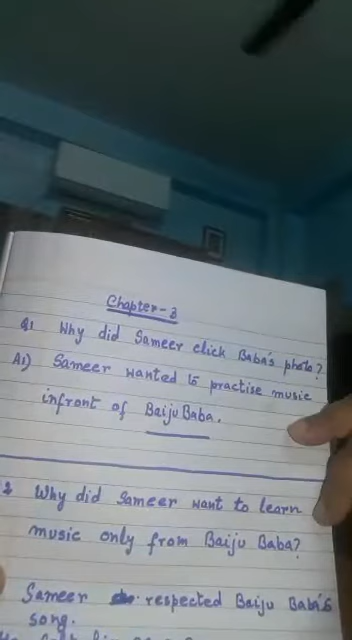 Chapter-3
Q1 Why did Sameer click Baba's photo?
A1) Sameer wanted to practise music
infront of Baiju Baba.
2 Why did Sameer want to learn
music only from Baiju Baba?
Sameer respected Baiju Baba's
song.